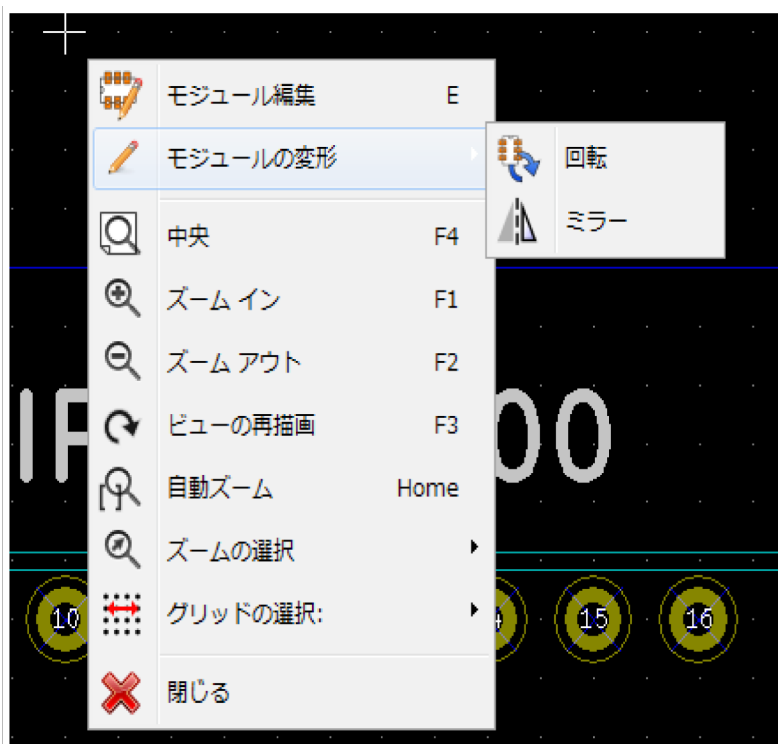 モジュール編集 E
モジュールの変形
回転
ミラー
中央 F4
ズーム イン F1
ズーム アウト F2
ビューの再描画 F3
00
自動ズーム Home
ズームの選択
グリッドの選択:
10
15
16
閉じる